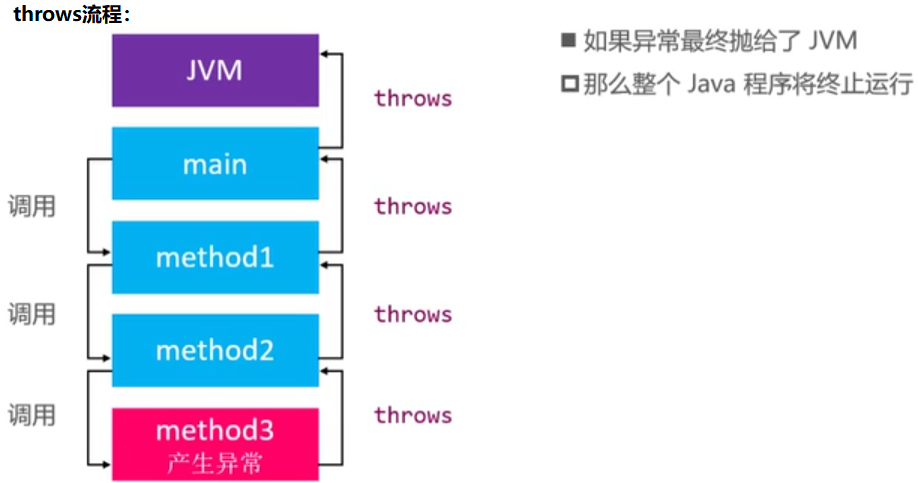 throws流程：
JVM
■ 如果异常最终抛给了 JVM
throws
那么整个 Java 程序将终止运行
main
调用
throws
method1
调用
throws
method2
调用
throws
method3
产生异常